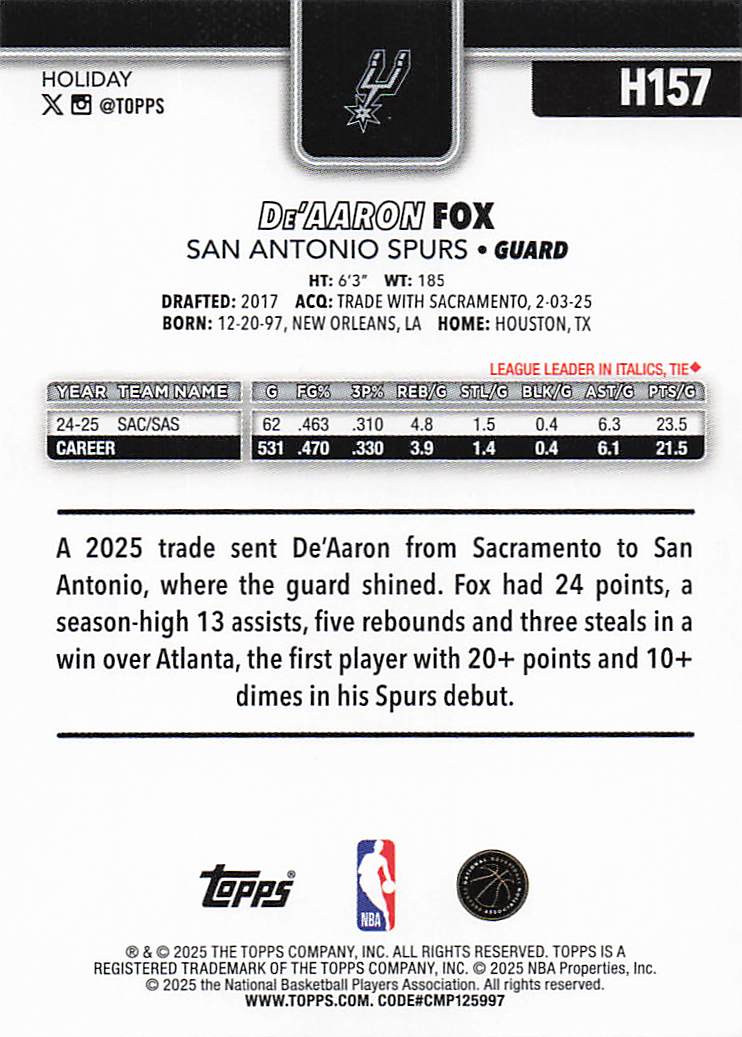 HOLIDAY
@TOPPS
H157
De'AARON FOX
SAN ANTONIO SPURS • GUARD
HT: 6'3" WT: 185
DRAFTED: 2017 ACQ: TRADE WITH SACRAMENTO, 2-03-25
BORN: 12-20-97, NEW ORLEANS, LA HOME: HOUSTON, TX
LEAGUE LEADER IN ITALICS, TIE◆
YEAR TEAM NAME G FG% 3P% REB/G STL/G BLK/G AST/G PTS/G
24-25 SAC/SAS 62 .463 .310 4.8 1.5 0.4 6.3 23.5
CAREER 531 .470 .330 3.9 1.4 0.4 6.1 21.5
A 2025 trade sent De'Aaron from Sacramento to San
Antonio, where the guard shined. Fox had 24 points, a
season-high 13 assists, five rebounds and three steals in a
win over Atlanta, the first player with 20+ points and 10+
dimes in his Spurs debut.
Topps®
NBA
NATIONAL BASKETBALL PLAYERS ASSOCIATION
® & © 2025 THE TOPPS COMPANY, INC. ALL RIGHTS RESERVED. TOPPS IS A
REGISTERED TRADEMARK OF THE TOPPS COMPANY, INC. © 2025 NBA Properties, Inc.
© 2025 the National Basketball Players Association. All rights reserved.
WWW.TOPPS.COM. CODE#CMP125997